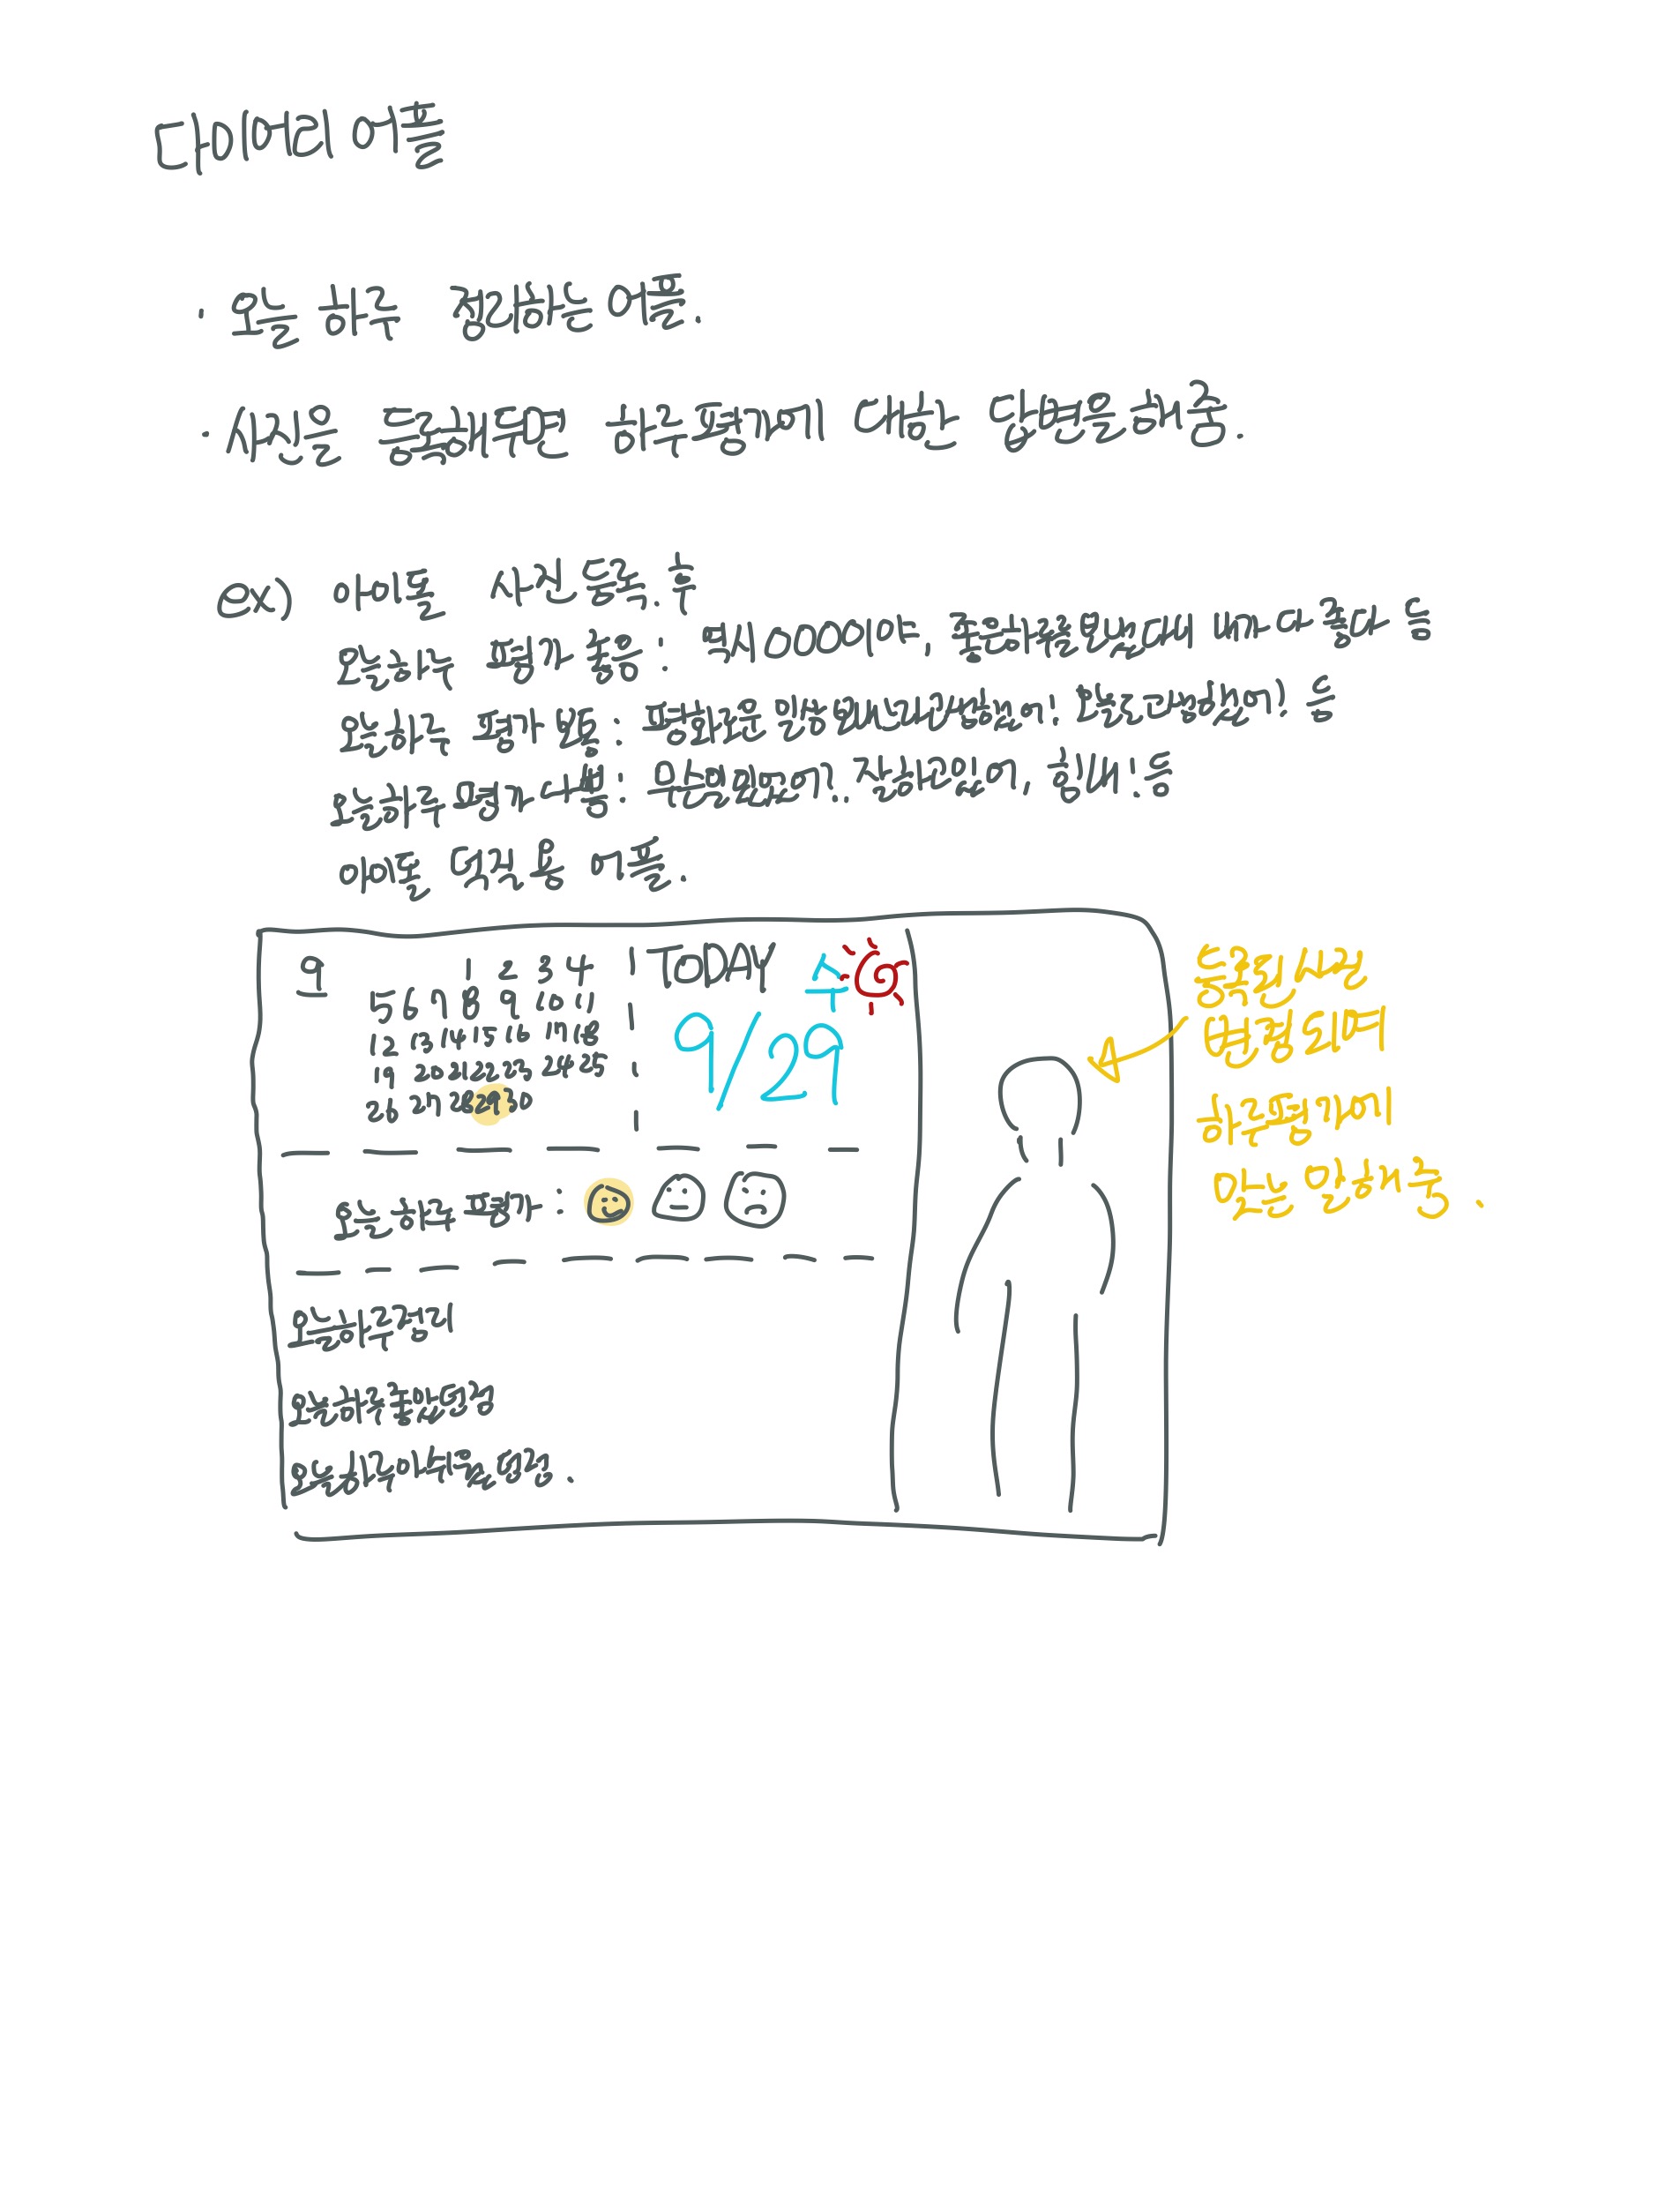 다이어리 어플
· 오늘 하루 정리하는 어플.
· 사진을 등록해두면 하루평가에 대한 답변을 해줌.
ex) 아이돌 사진 등록 후
오늘하루 평가 좋음 : 역시 OOO이야, 좋은하루를 보냈다니 내가 다 좋다 등
오늘하루 평가 보통 : 평화로운 일상 보내느라 고생했어! 오늘도 고생했어! 등
오늘하루 평가 나쁨 : 무슨일있었어?.. 잘하고있어, 힘내! 등
아이돌 덕질용 어플.
9 1 2 3 4
5 6 7 8 9 10 11
12 13 14 15 16 17 18
19 20 21 22 23 24 25
26 27 28 29 30
TODAY 수
9/29
오늘 하루 평가 :
오늘하루정리
오늘하루 좋았던점
오늘하루 아쉬웠던점.
등록된 사진
변경 되며
하루평가에
맞는 말해줌.